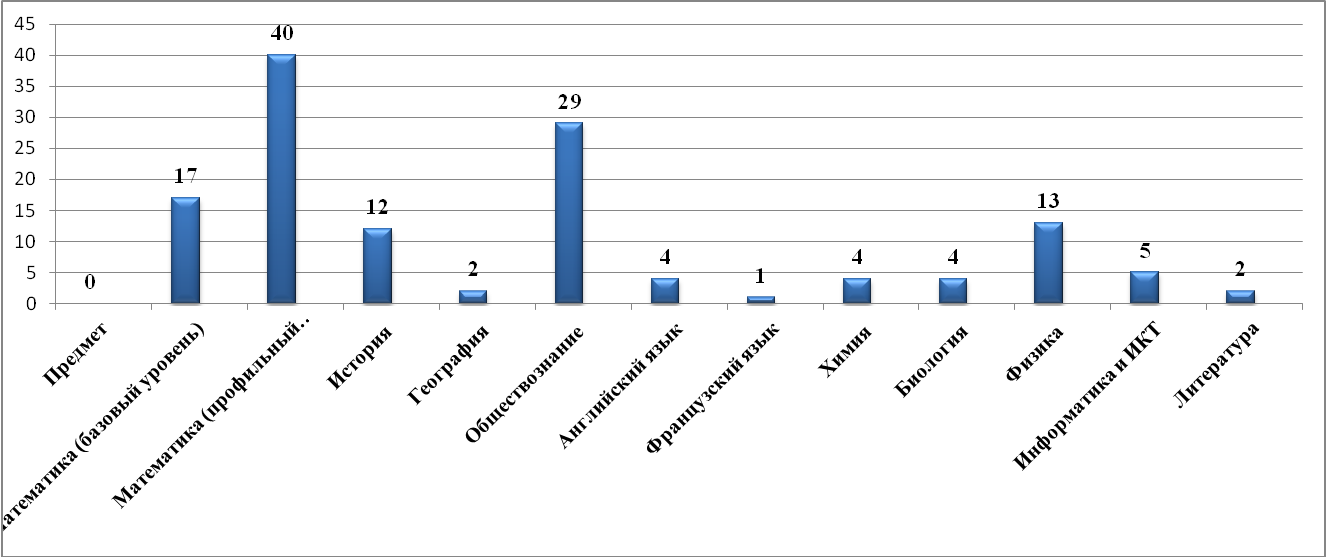 45
40
35
30
25
20
15
10
5
0
0
17
40
12
2
29
4
1
4
4
13
5
2
Предмет
атематика (базовый уровень)
Математика (профильный..
История
География
Обществознание
Английский язык
Французский язык
Химия
Биология
Физика
Информатика и ИКТ
Литература